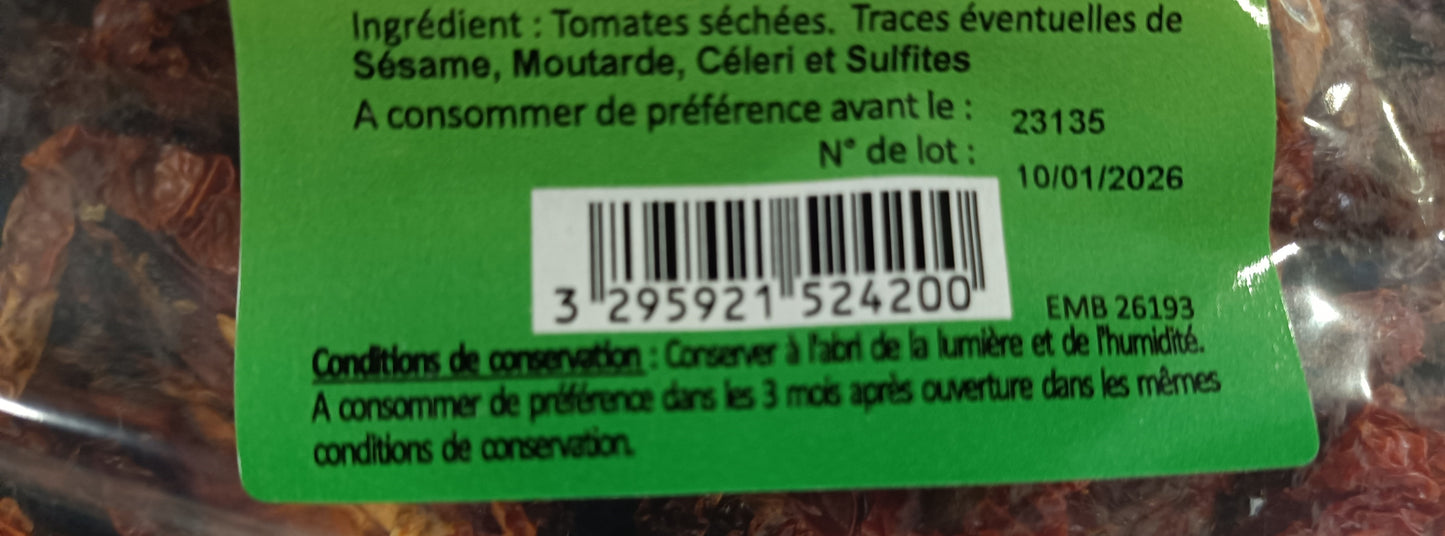 Ingrédient : Tomates séchées. Traces éventuelles de
Sésame, Moutarde, Céleri et Sulfites
A consommer de préférence avant le : 23135
N° de lot : 10/01/2026
3 295921 524200
EMB 26193
Conditions de conservation : Conserver à l'abri de la lumière et de l'humidité.
A consommer de préférence dans les 3 mois après ouverture dans les mêmes
conditions de conservation.